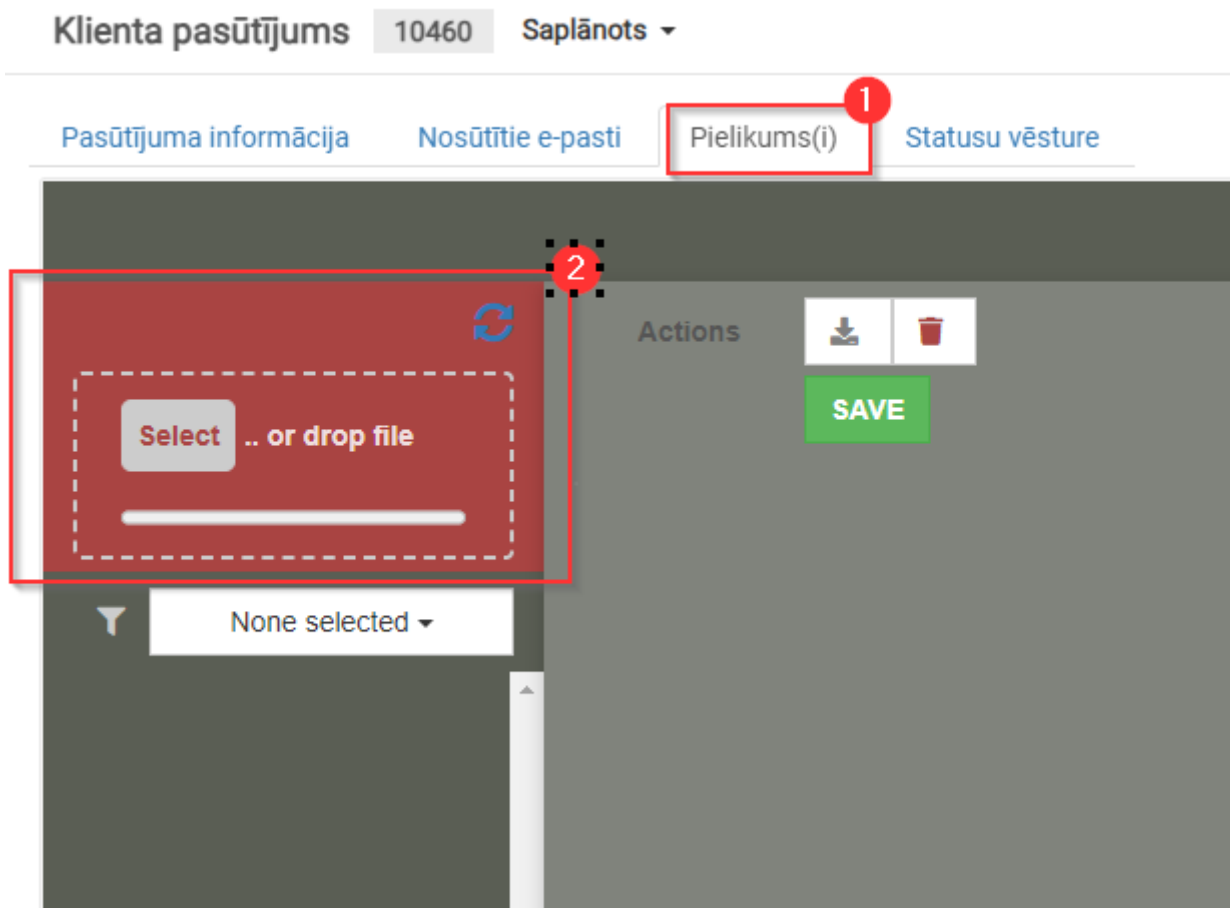 Klienta pasūtījums 10460 Saplānots
1
Pasūtījuma informācija Nosūtītie e-pasti Pielikums(i) Statusu vēsture
2
Actions
Select .. or drop file
SAVE
None selected